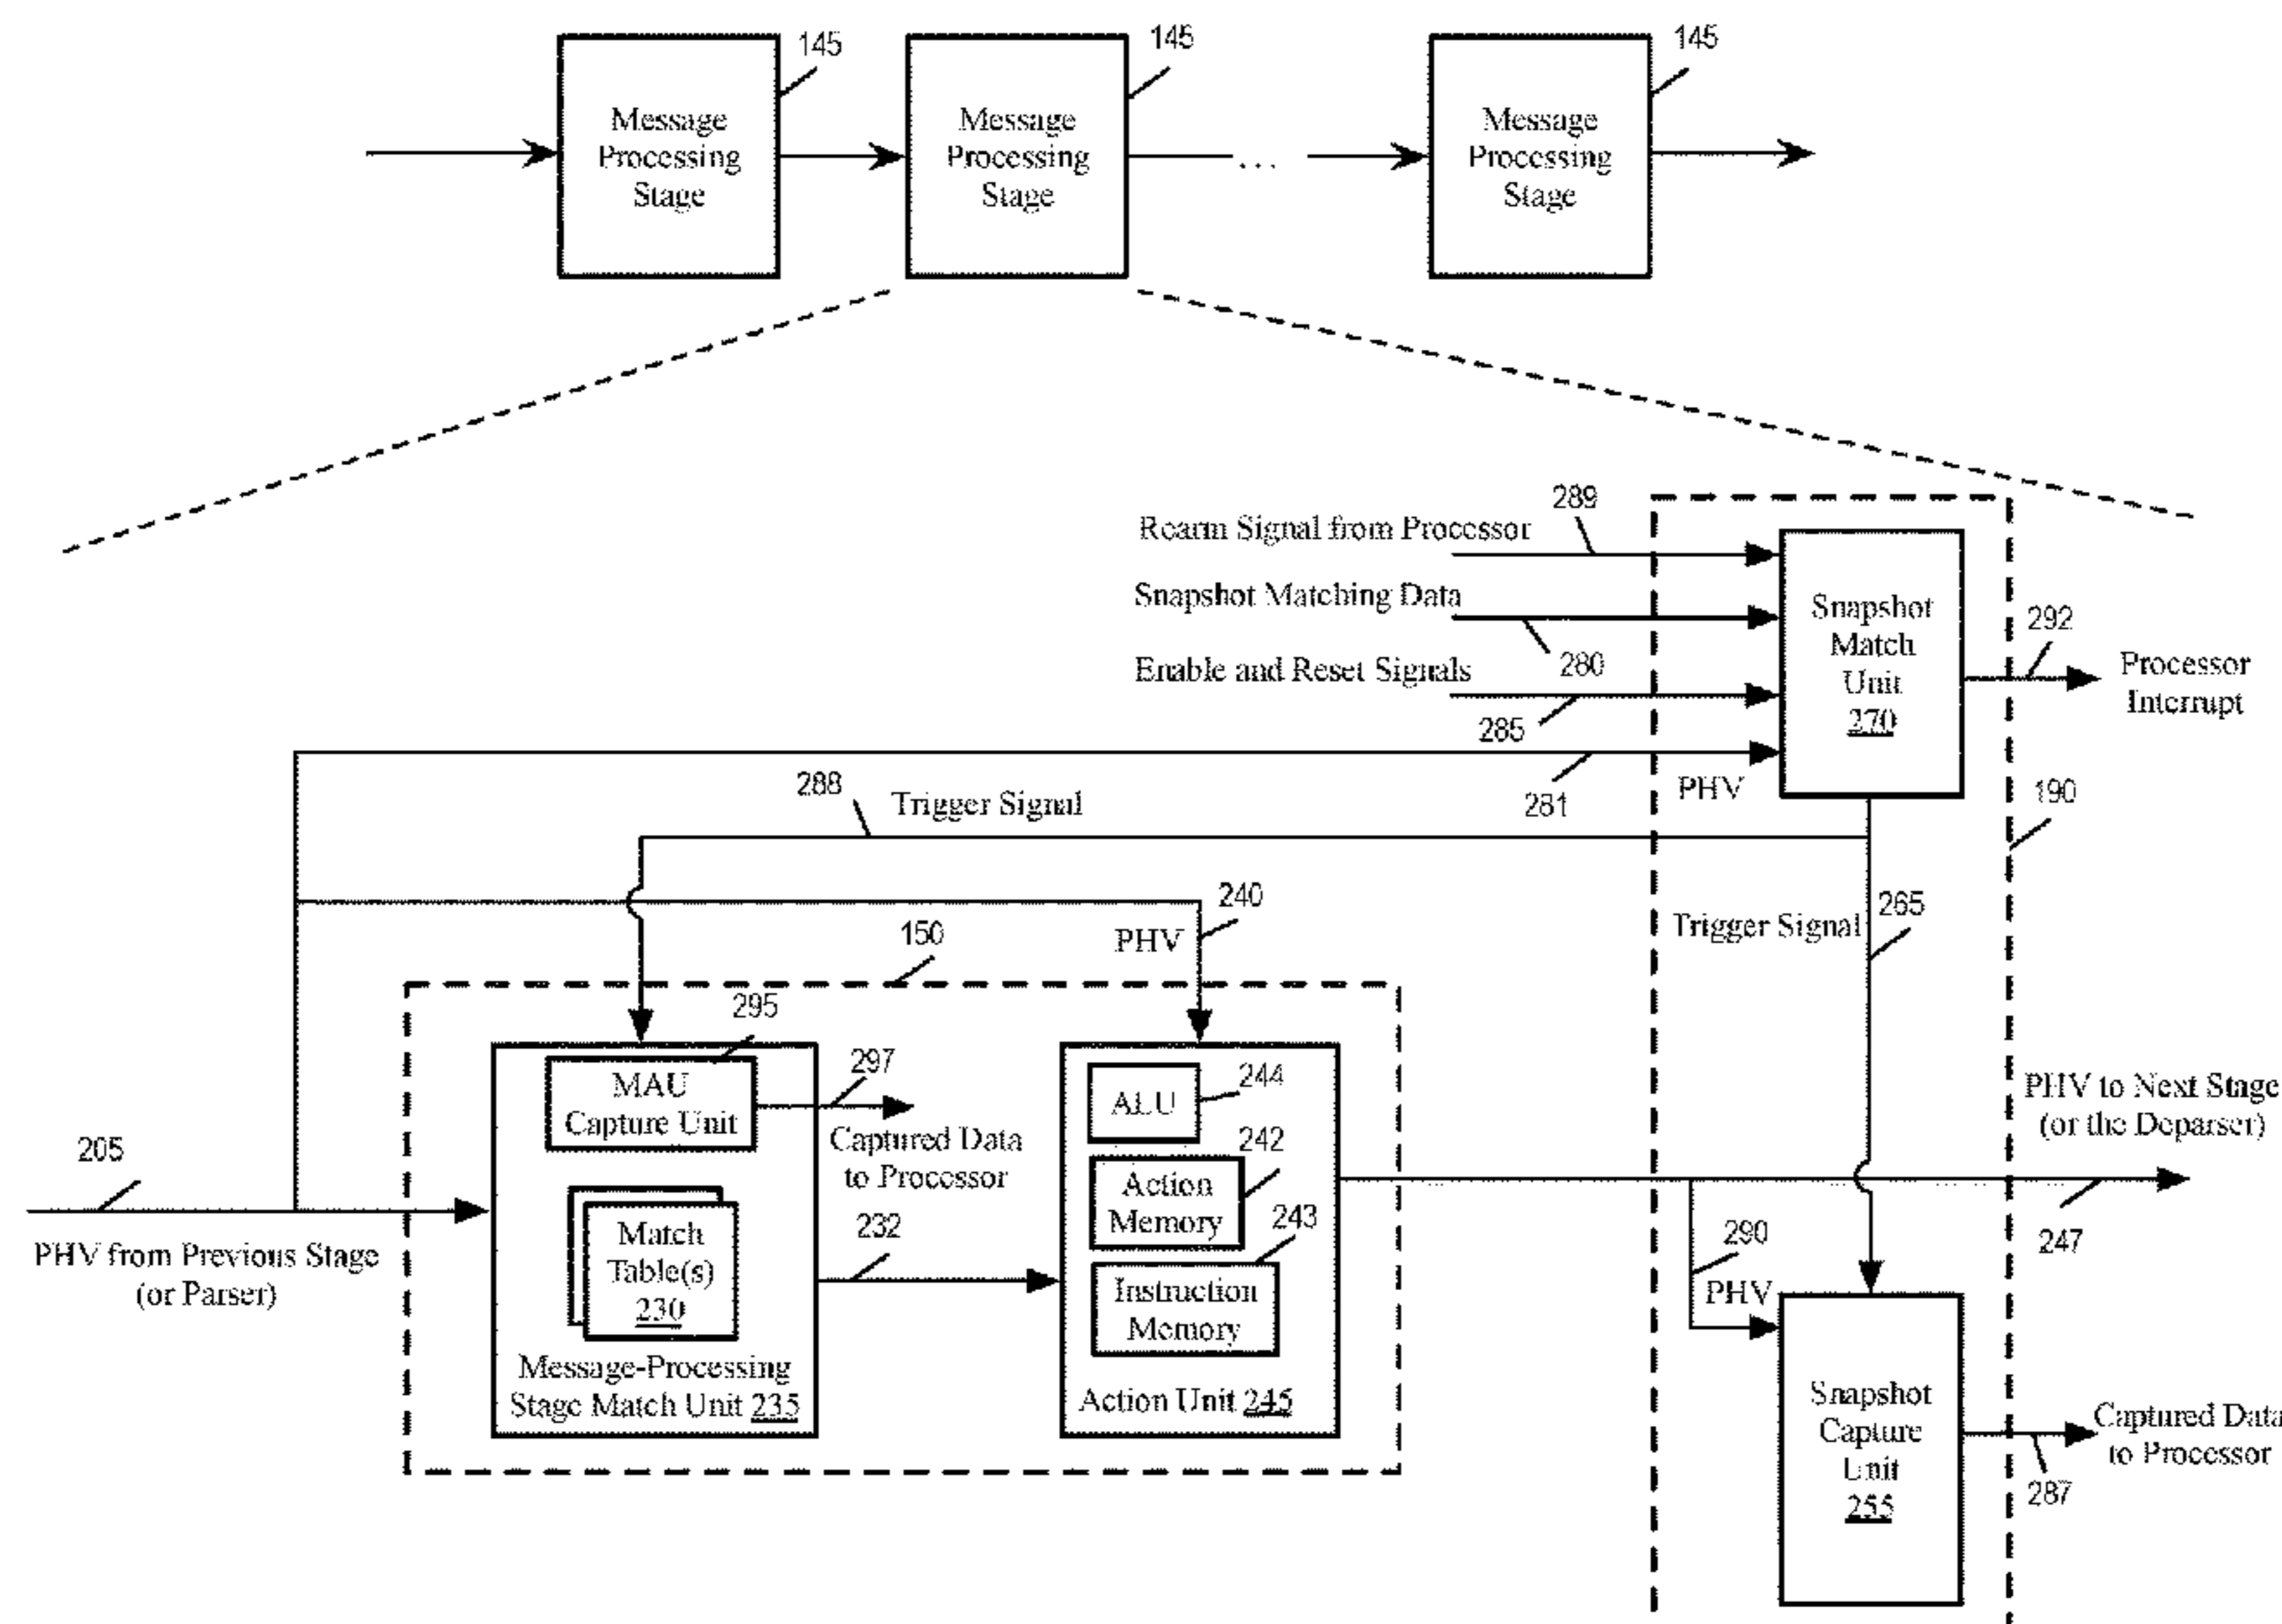 145
145
145
Message
Processing
Stage
Message
Processing
Stage
...
Message
Processing
Stage
289
Rearm Signal from Processor
Snapshot Matching Data
280
Enable and Reset Signals
285
Snapshot
Match
Unit
270
292
Processor
Interrupt
288
Trigger Signal
281
PHV
190
240
PHV
150
Trigger Signal
265
295
MAU
Capture Unit
297
Captured Data
to Processor
ALU
244
242
Action
Memory
243
Instruction
Memory
Action Unit 245
205
PHV from Previous Stage
(or Parser)
Match
Table(s)
230
232
Message-Processing
Stage Match Unit 235
PHV to Next Stage
(or the Deparser)
247
290
PHV
Snapshot
Capture
Unit
255
Captured Data
to Processor
287